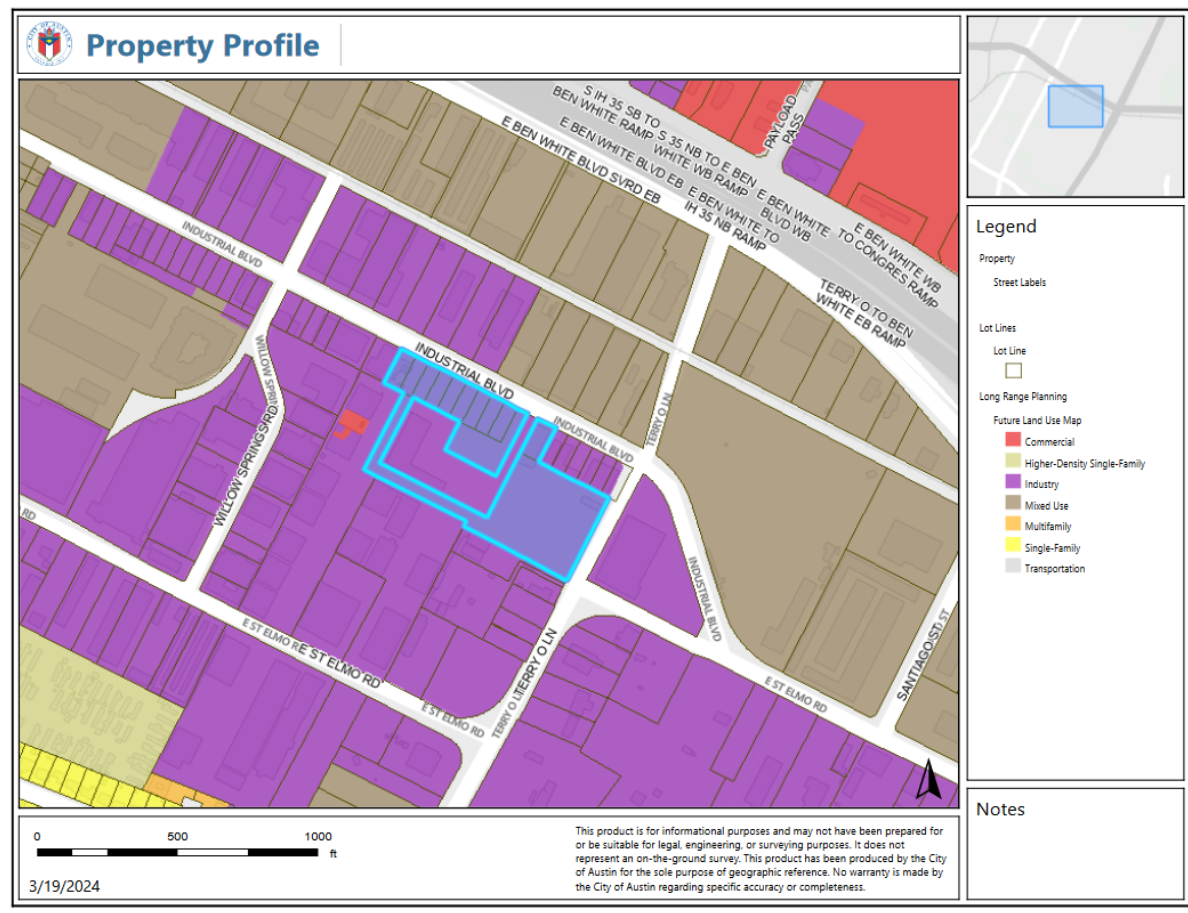 Property Profile
S IH 35 SB TO
BEN WHITE RAMP
S 35 NB TO E BEN
WHITE WB RAMP
PAYLOAD
PASS
E BEN WHITE BLVD SVRD EB
E BEN WHITE BLVD EB
E BEN WHITE TO
IH 35 NB RAMP
E BEN WHITE
BLVD WB
E BEN WHITE WB
TO CONGRES RAMP
TERRY O TO BEN
WHITE EB RAMP
INDUSTRIAL BLVD
INDUSTRIAL BLVD
INDUSTRIAL BLVD
TERRY O LN
WILLOW SPRIN
WILLOW SPRINGS RD
RD
INDUSTRIAL BLVD
SANTIAGO ST
ST
E ST ELMO R
E ST ELMO RD
E ST ELMO RD
E ST ELMO RD
TERRY O L
TERRY O LN
Legend
Property
Street Labels
Lot Lines
Lot Line
Long Range Planning
Future Land Use Map
Commercial
Higher-Density Single-Family
Industry
Mixed Use
Multifamily
Single-Family
Transportation
0 500 1000
ft
3/19/2024
This product is for informational purposes and may not have been prepared for
or be suitable for legal, engineering, or surveying purposes. It does not
represent an on-the-ground survey. This product has been produced by the City
of Austin for the sole purpose of geographic reference. No warranty is made by
the City of Austin regarding specific accuracy or completeness.
Notes